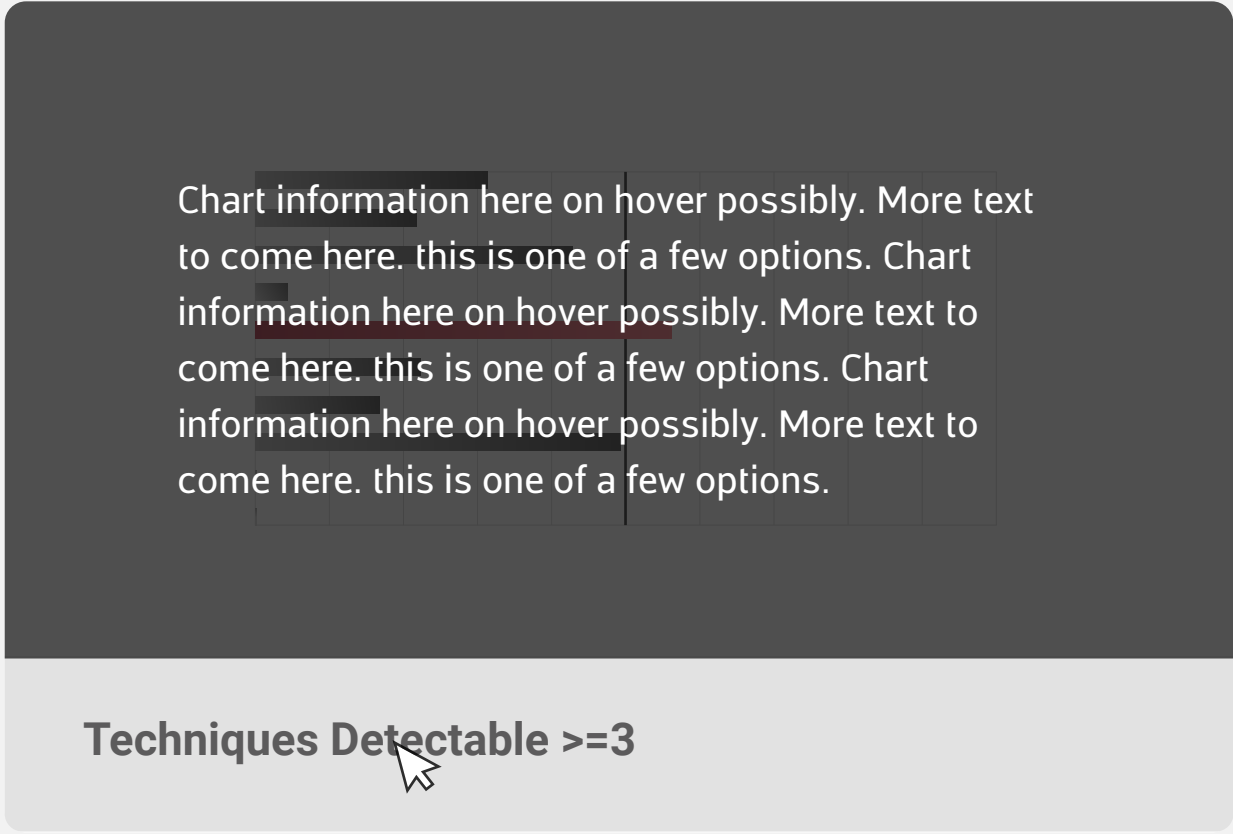 Chart information here on hover possibly. More text
to come here. this is one of a few options. Chart
information here on hover possibly. More text to
come here. this is one of a few options. Chart
information here on hover possibly. More text to
come here. this is one of a few options.
Techniques Detectable >=3